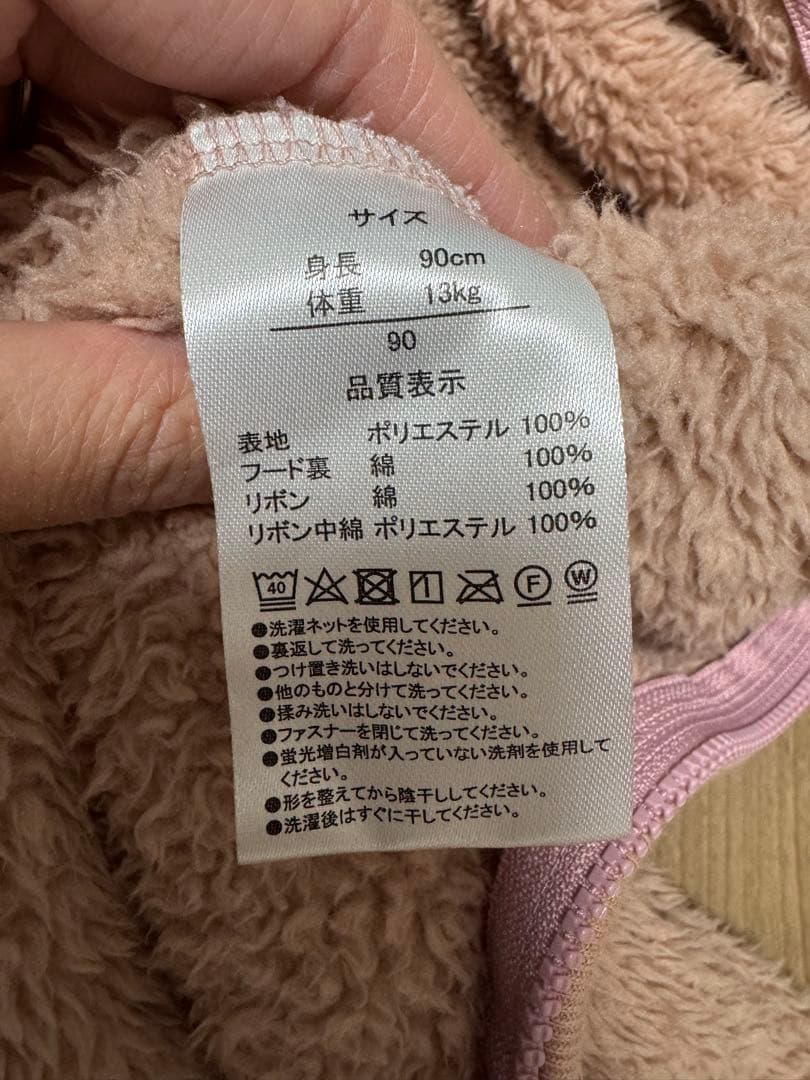 サイズ
身長 90cm
体重 13kg
90
品質表示
表地 ポリエステル 100%
フード裏 綿 100%
リボン 綿 100%
リボン中綿 ポリエステル 100%
40 F W
●洗濯ネットを使用してください。
●裏返して洗ってください。
●つけ置き洗いはしないでください。
●他のものと分けて洗ってください。
●揉み洗いはしないでください。
●ファスナーを閉じて洗ってください。
●蛍光増白剤が入っていない洗剤を使用して
ください。
●形を整えてから陰干ししてください。
●洗濯後はすぐに干してください。